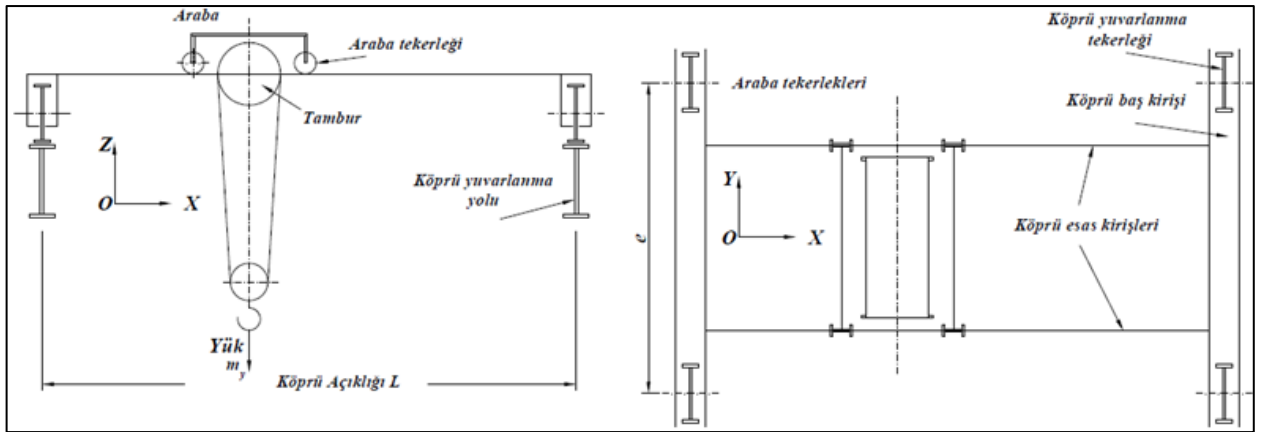 Araba
Araba tekerleği
Tambur
Z
O
X
Köprü yuvarlanma
yolu
Yük
m_y
Köprü Açıklığı L
Köprü yuvarlanma
tekerleği
Araba tekerlekleri
Köprü baş kirişi
Y
O
X
e
Köprü esas kirişleri